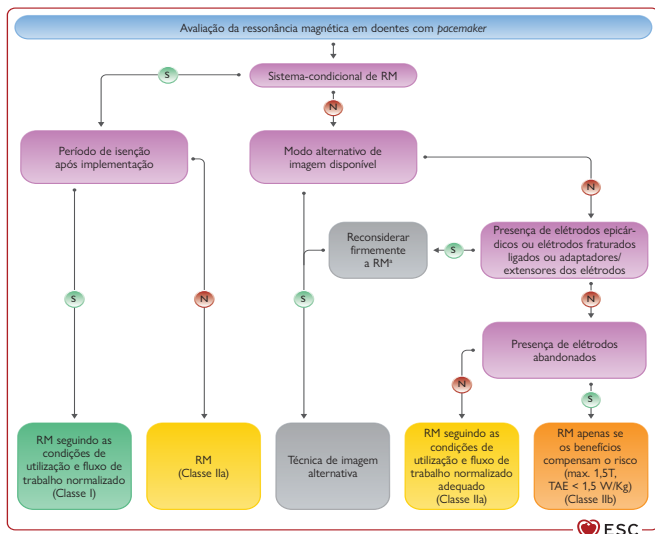 Avaliação da ressonância magnética em doentes com pacemaker
S
Sistema-condicional de RM
N
Período de isenção
após implementação
Modo alternativo de
imagem disponível
N
N
Reconsiderar
firmemente
a RMª
S
Presença de elétrodos epicár-
dicos ou elétrodos fraturados
ligados ou adaptadores/
extensores dos elétrodos
S
N
S
N
Presença de elétrodos
abandonados
N
S
RM seguindo as
condições de
utilização e fluxo de
trabalho normalizado
(Classe I)
RM
(Classe IIa)
Técnica de imagem
alternativa
RM seguindo as
condições de
utilização e fluxo de
trabalho normalizado
adequado
(Classe IIa)
RM apenas se
os benefícios
compensam o risco
(max. 1,5T,
TAE < 1,5 W/Kg)
(Classe IIb)
ESC